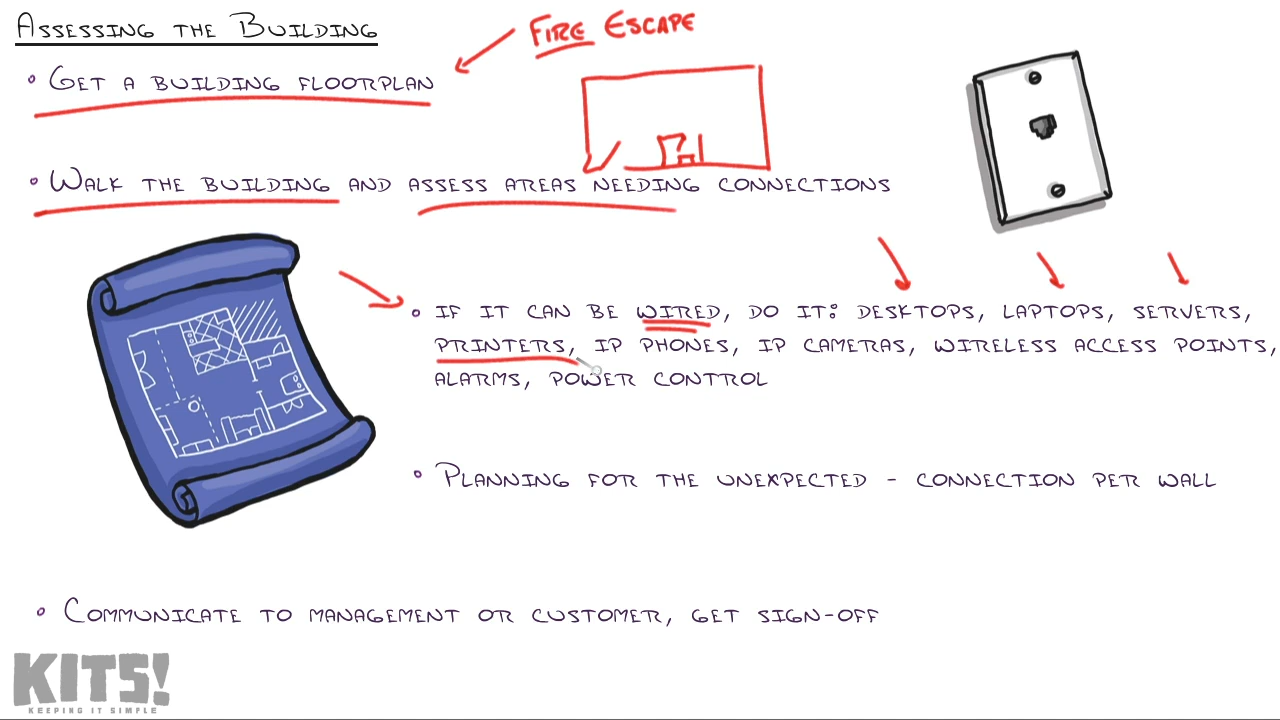 Assessing the Building
Fire Escape
• Get a building floorplan
• Walk the building and assess areas needing connections
• If it can be wired, do it: desktops, laptops, servers,
printers, IP phones, IP cameras, wireless access points,
alarms, power control
• Planning for the unexpected - connection per wall
• Communicate to management or customer, get sign-off
KITS!
KEEPING IT SIMPLE